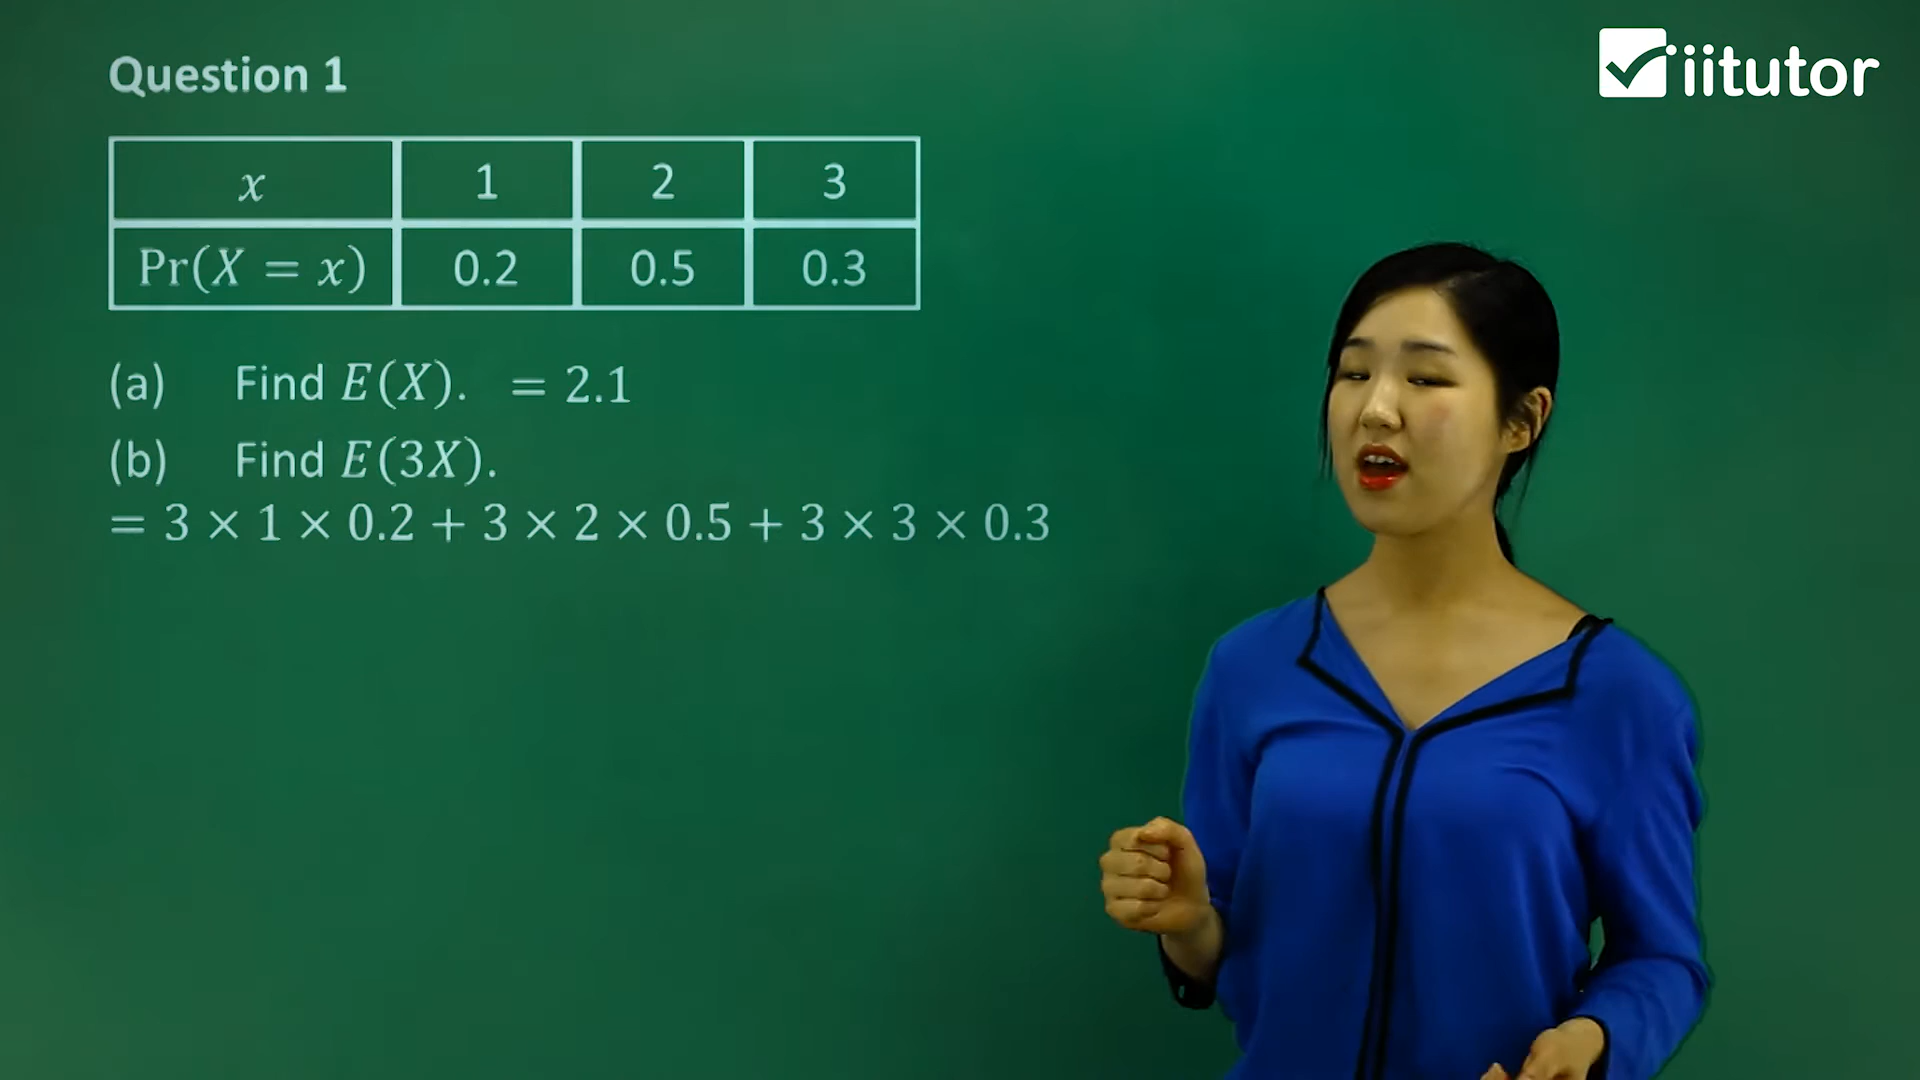 Question 1
iitutor
x 1 2 3
Pr(X = x) 0.2 0.5 0.3
(a) Find E(X). = 2.1
(b) Find E(3X).
= 3 × 1 × 0.2 + 3 × 2 × 0.5 + 3 × 3 × 0.3